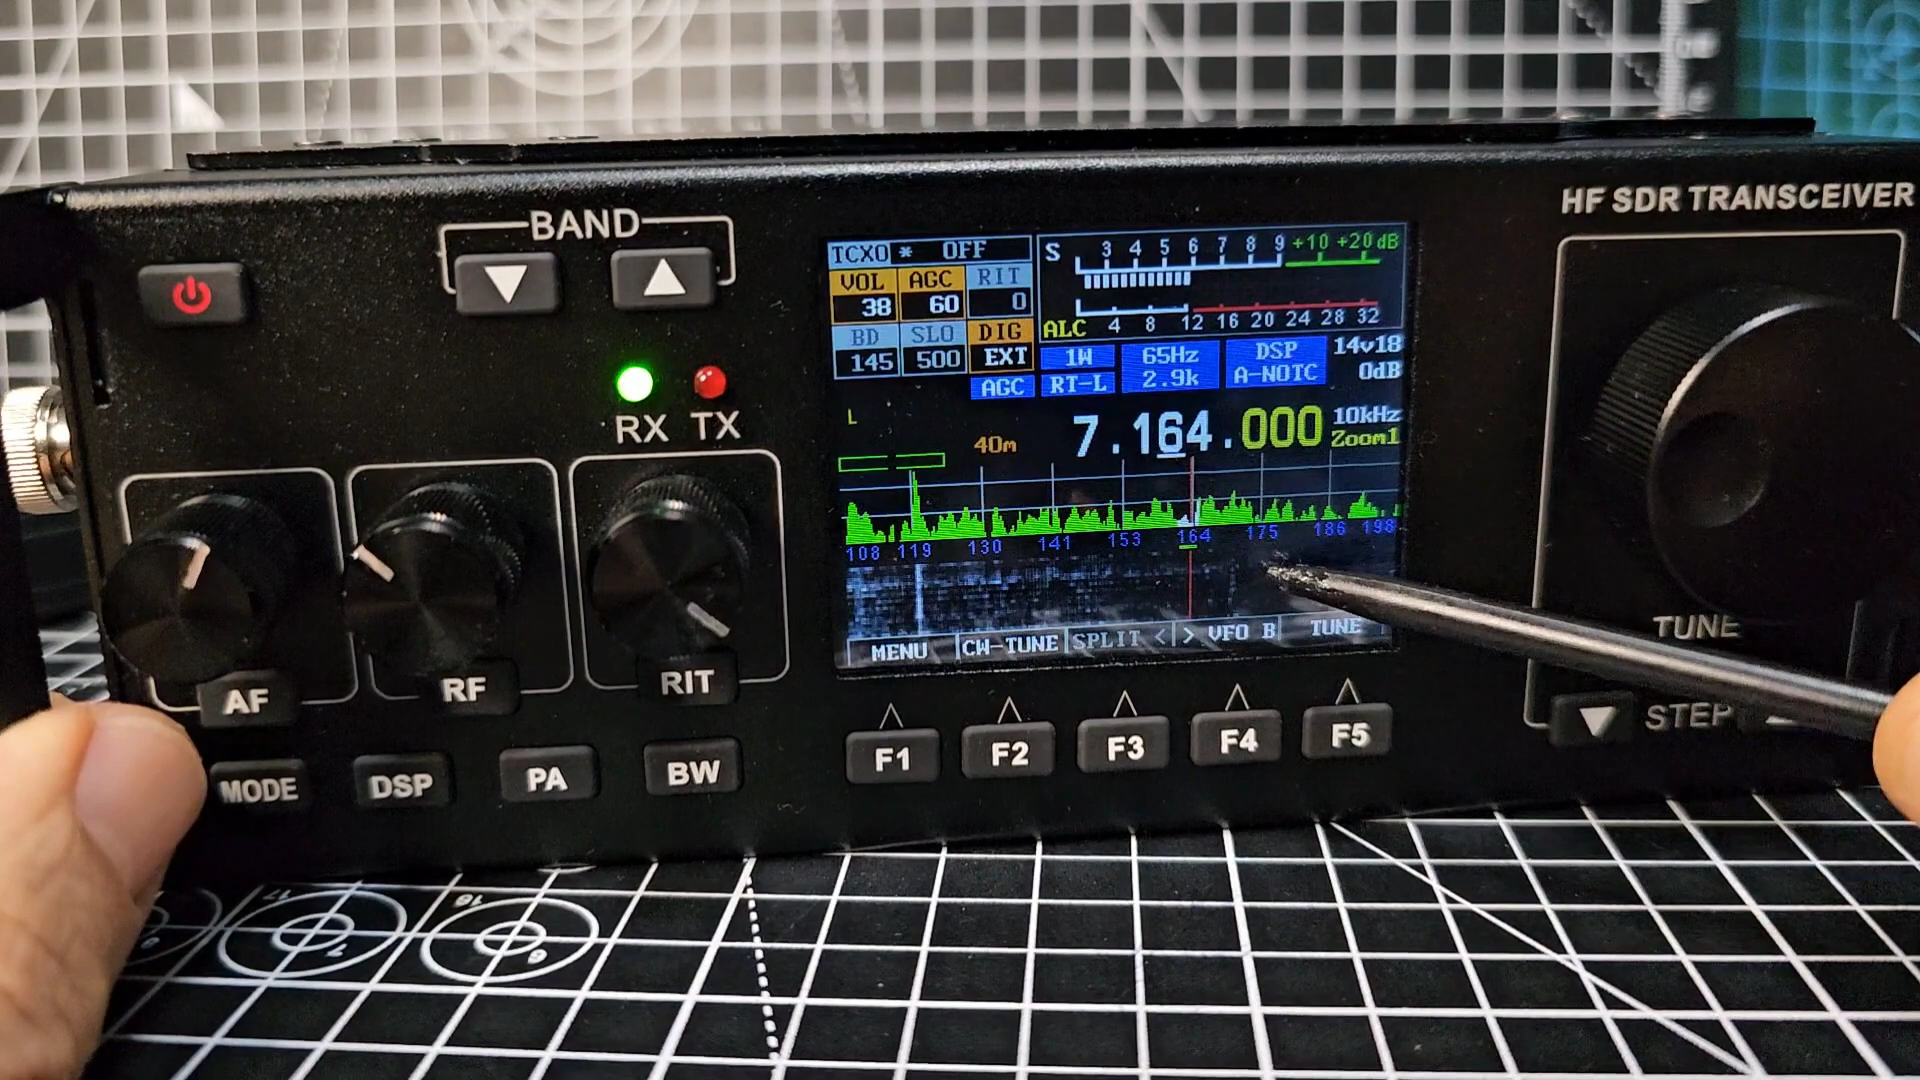 HF SDR TRANSCEIVER
BAND
RX TX
TCXO * OFF
VOL AGC RIT
38 60 0
BD SLO DIG
145 500 EXT
AGC
S 3 4 5 6 7 8 9 +10 +20 dB
ALC 4 8 12 16 20 24 28 32
1W
RT-L
65Hz
2.9k
DSP
A-NOTC
14v18
0dB
L
40m
7.164.000
10kHz
Zoom1
108 119 130 141 153 164 175 186 198
MENU CW-TUNE SPLIT < > VFO B TUNE
AF
RF
RIT
TUNE
STEP
MODE
DSP
PA
BW
F1
F2
F3
F4
F5
17
16
7
6